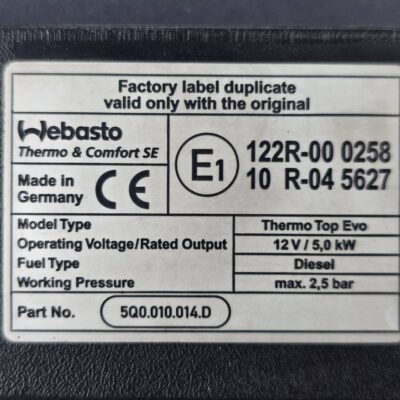 Factory label duplicate
valid only with the original
Webasto
Thermo & Comfort SE
Made in
Germany
CE
E1
122R-00 0258
10 R-04 5627
Model Type Thermo Top Evo
Operating Voltage/Rated Output 12 V / 5,0 kW
Fuel Type Diesel
Working Pressure max. 2,5 bar
Part No. 5Q0.010.014.D